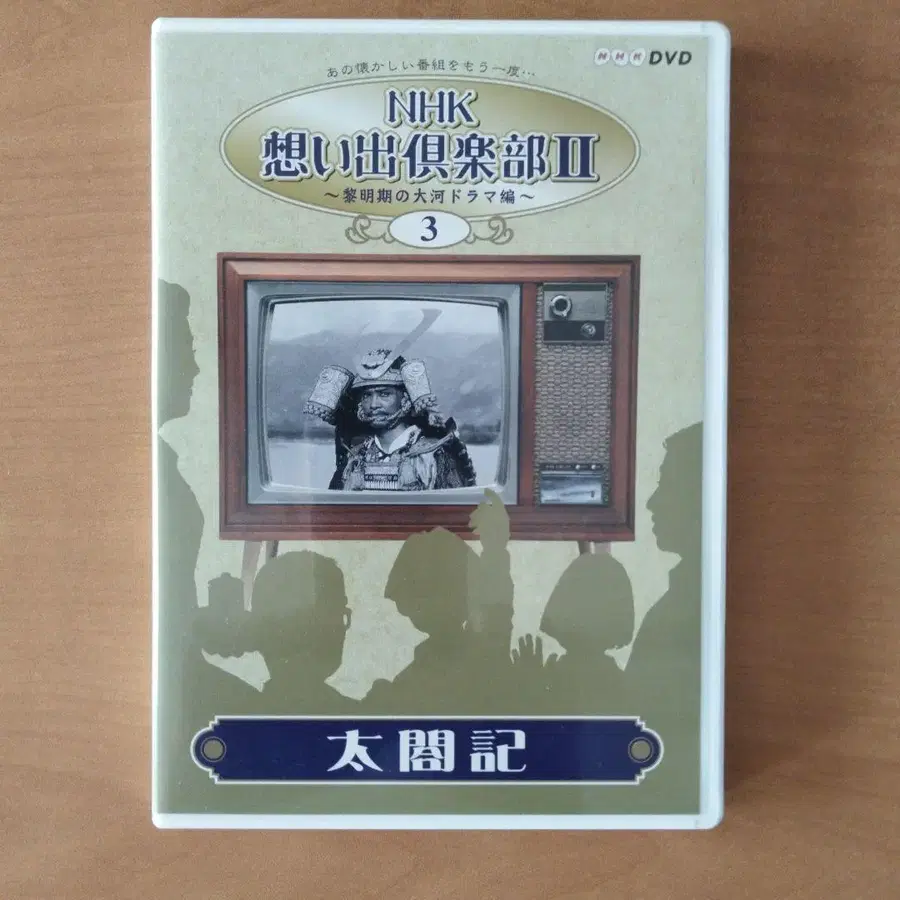 NHK DVD
あの懐かしい番組をもう一度…
NHK
想い出倶楽部II
～黎明期の大河ドラマ編～
3
太閤記